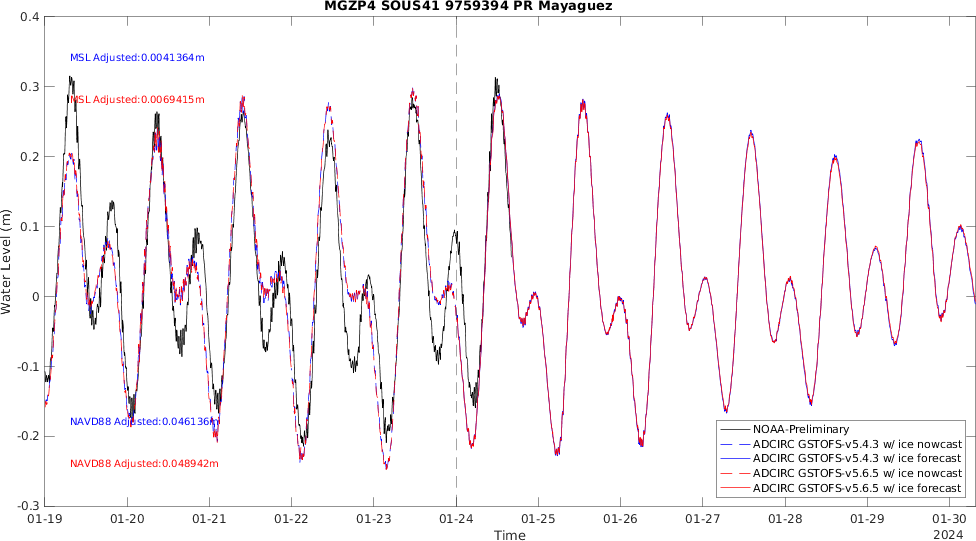 MGZP4 SOUS41 9759394 PR Mayaguez
0.4
0.3
0.2
0.1
0
-0.1
-0.2
-0.3
Water Level (m)
MSL Adjusted:0.0041364m
MSL Adjusted:0.0069415m
NAVD88 Adjusted:0.046136m
NAVD88 Adjusted:0.048942m
NOAA-Preliminary
ADCIRC GSTOFS-v5.4.3 w/ ice nowcast
ADCIRC GSTOFS-v5.4.3 w/ ice forecast
ADCIRC GSTOFS-v5.6.5 w/ ice nowcast
ADCIRC GSTOFS-v5.6.5 w/ ice forecast
01-19 01-20 01-21 01-22 01-23 01-24 01-25 01-26 01-27 01-28 01-29 01-30
Time
2024